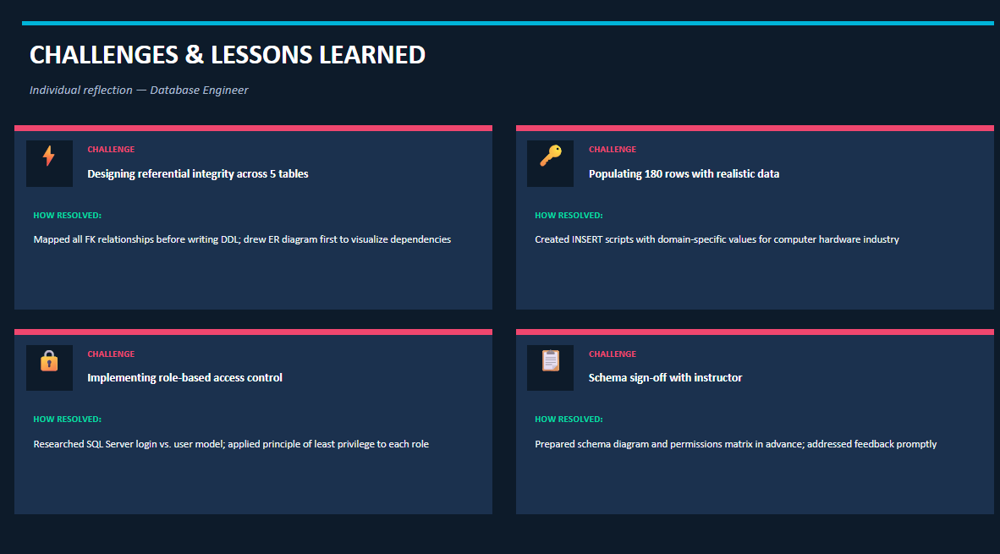 CHALLENGES & LESSONS LEARNED
Individual reflection — Database Engineer
CHALLENGE
Designing referential integrity across 5 tables
HOW RESOLVED:
Mapped all FK relationships before writing DDL; drew ER diagram first to visualize dependencies
CHALLENGE
Populating 180 rows with realistic data
HOW RESOLVED:
Created INSERT scripts with domain-specific values for computer hardware industry
CHALLENGE
Implementing role-based access control
HOW RESOLVED:
Researched SQL Server login vs. user model; applied principle of least privilege to each role
CHALLENGE
Schema sign-off with instructor
HOW RESOLVED:
Prepared schema diagram and permissions matrix in advance; addressed feedback promptly